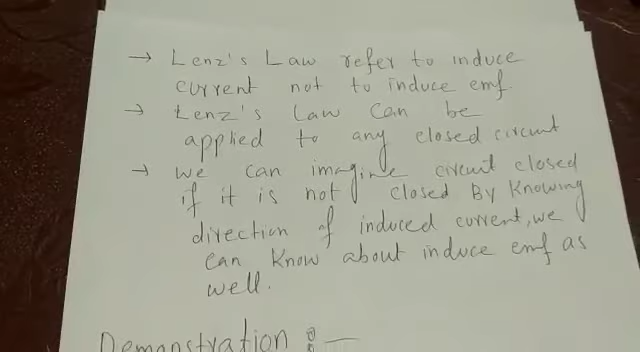 → Lenz's Law refer to induce
current not to induce emf.
→ Lenz's Law can be
applied to any closed circuit
→ We can imagine circuit closed
if it is not closed By Knowing
direction of induced current, we
can know about induce emf as
well.
Demonstration :—